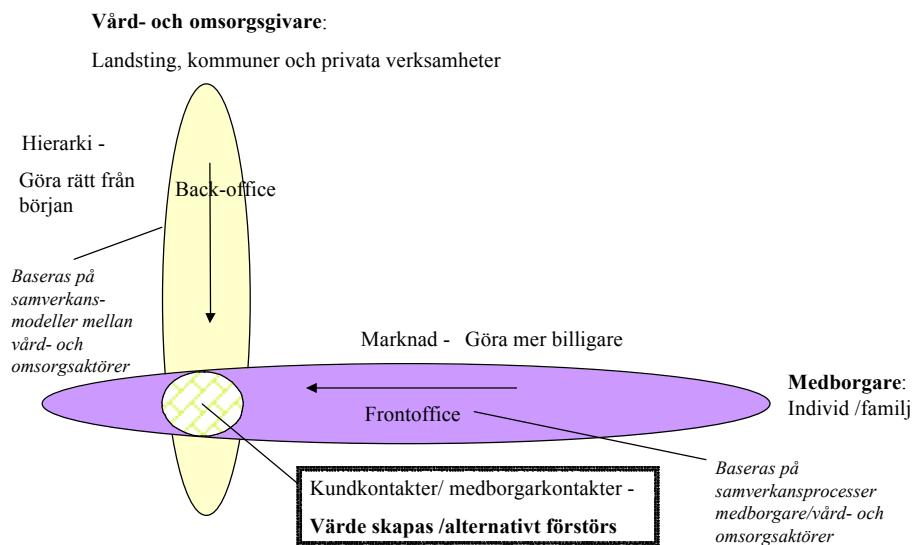 Vård- och omsorgsgivare:
Landsting, kommuner och privata verksamheter
Hierarki -
Göra rätt från
början
Back-office
Baseras på
samverkans-
modeller mellan
vård- och
omsorgsaktörer
Marknad - Göra mer billigare
Frontoffice
Medborgare:
Individ /familj
Kundkontakter/ medborgarkontakter -
Värde skapas /alternativt förstörs
Baseras på
samverkansprocesser
medborgare/vård- och
omsorgsaktörer